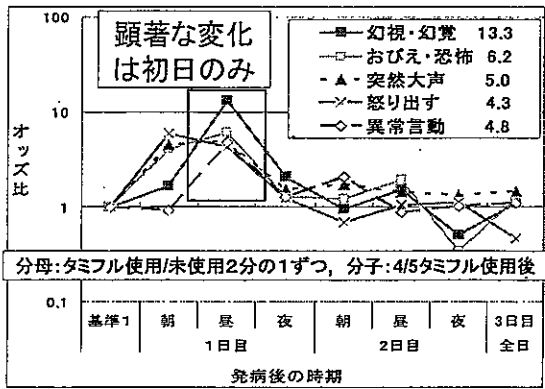 100
10
1
0.1
オッズ比
顕著な変化
は初日のみ
幻視・幻覚 13.3
おびえ・恐怖 6.2
突然大声 5.0
怒り出す 4.3
異常言動 4.8
分母:タミフル使用/未使用2分の1ずつ, 分子:4/5タミフル使用後
基準1 朝 昼 夜 朝 昼 夜 3日目
1日目 2日目 全日
発病後の時期